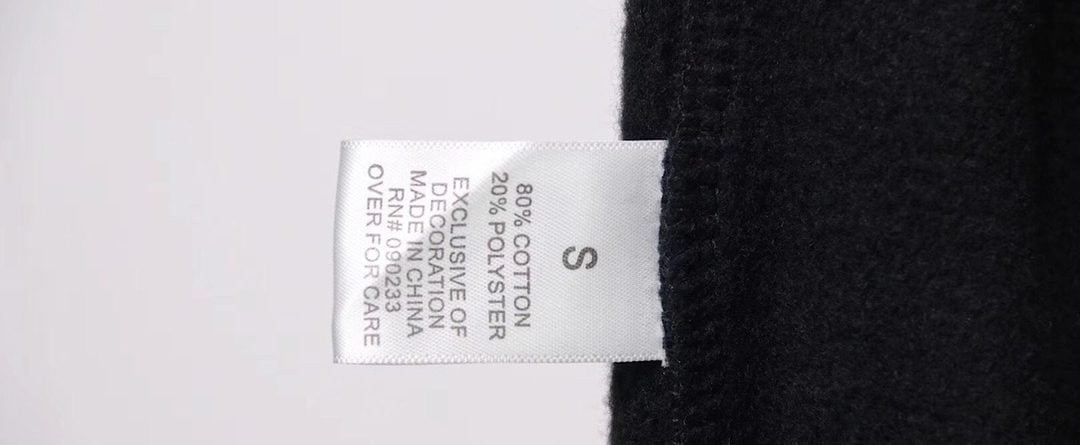 S
80% COTTON
20% POLYSTER
EXCLUSIVE OF
DECORATION
MADE IN CHINA
RN# 090233
OVER FOR CARE